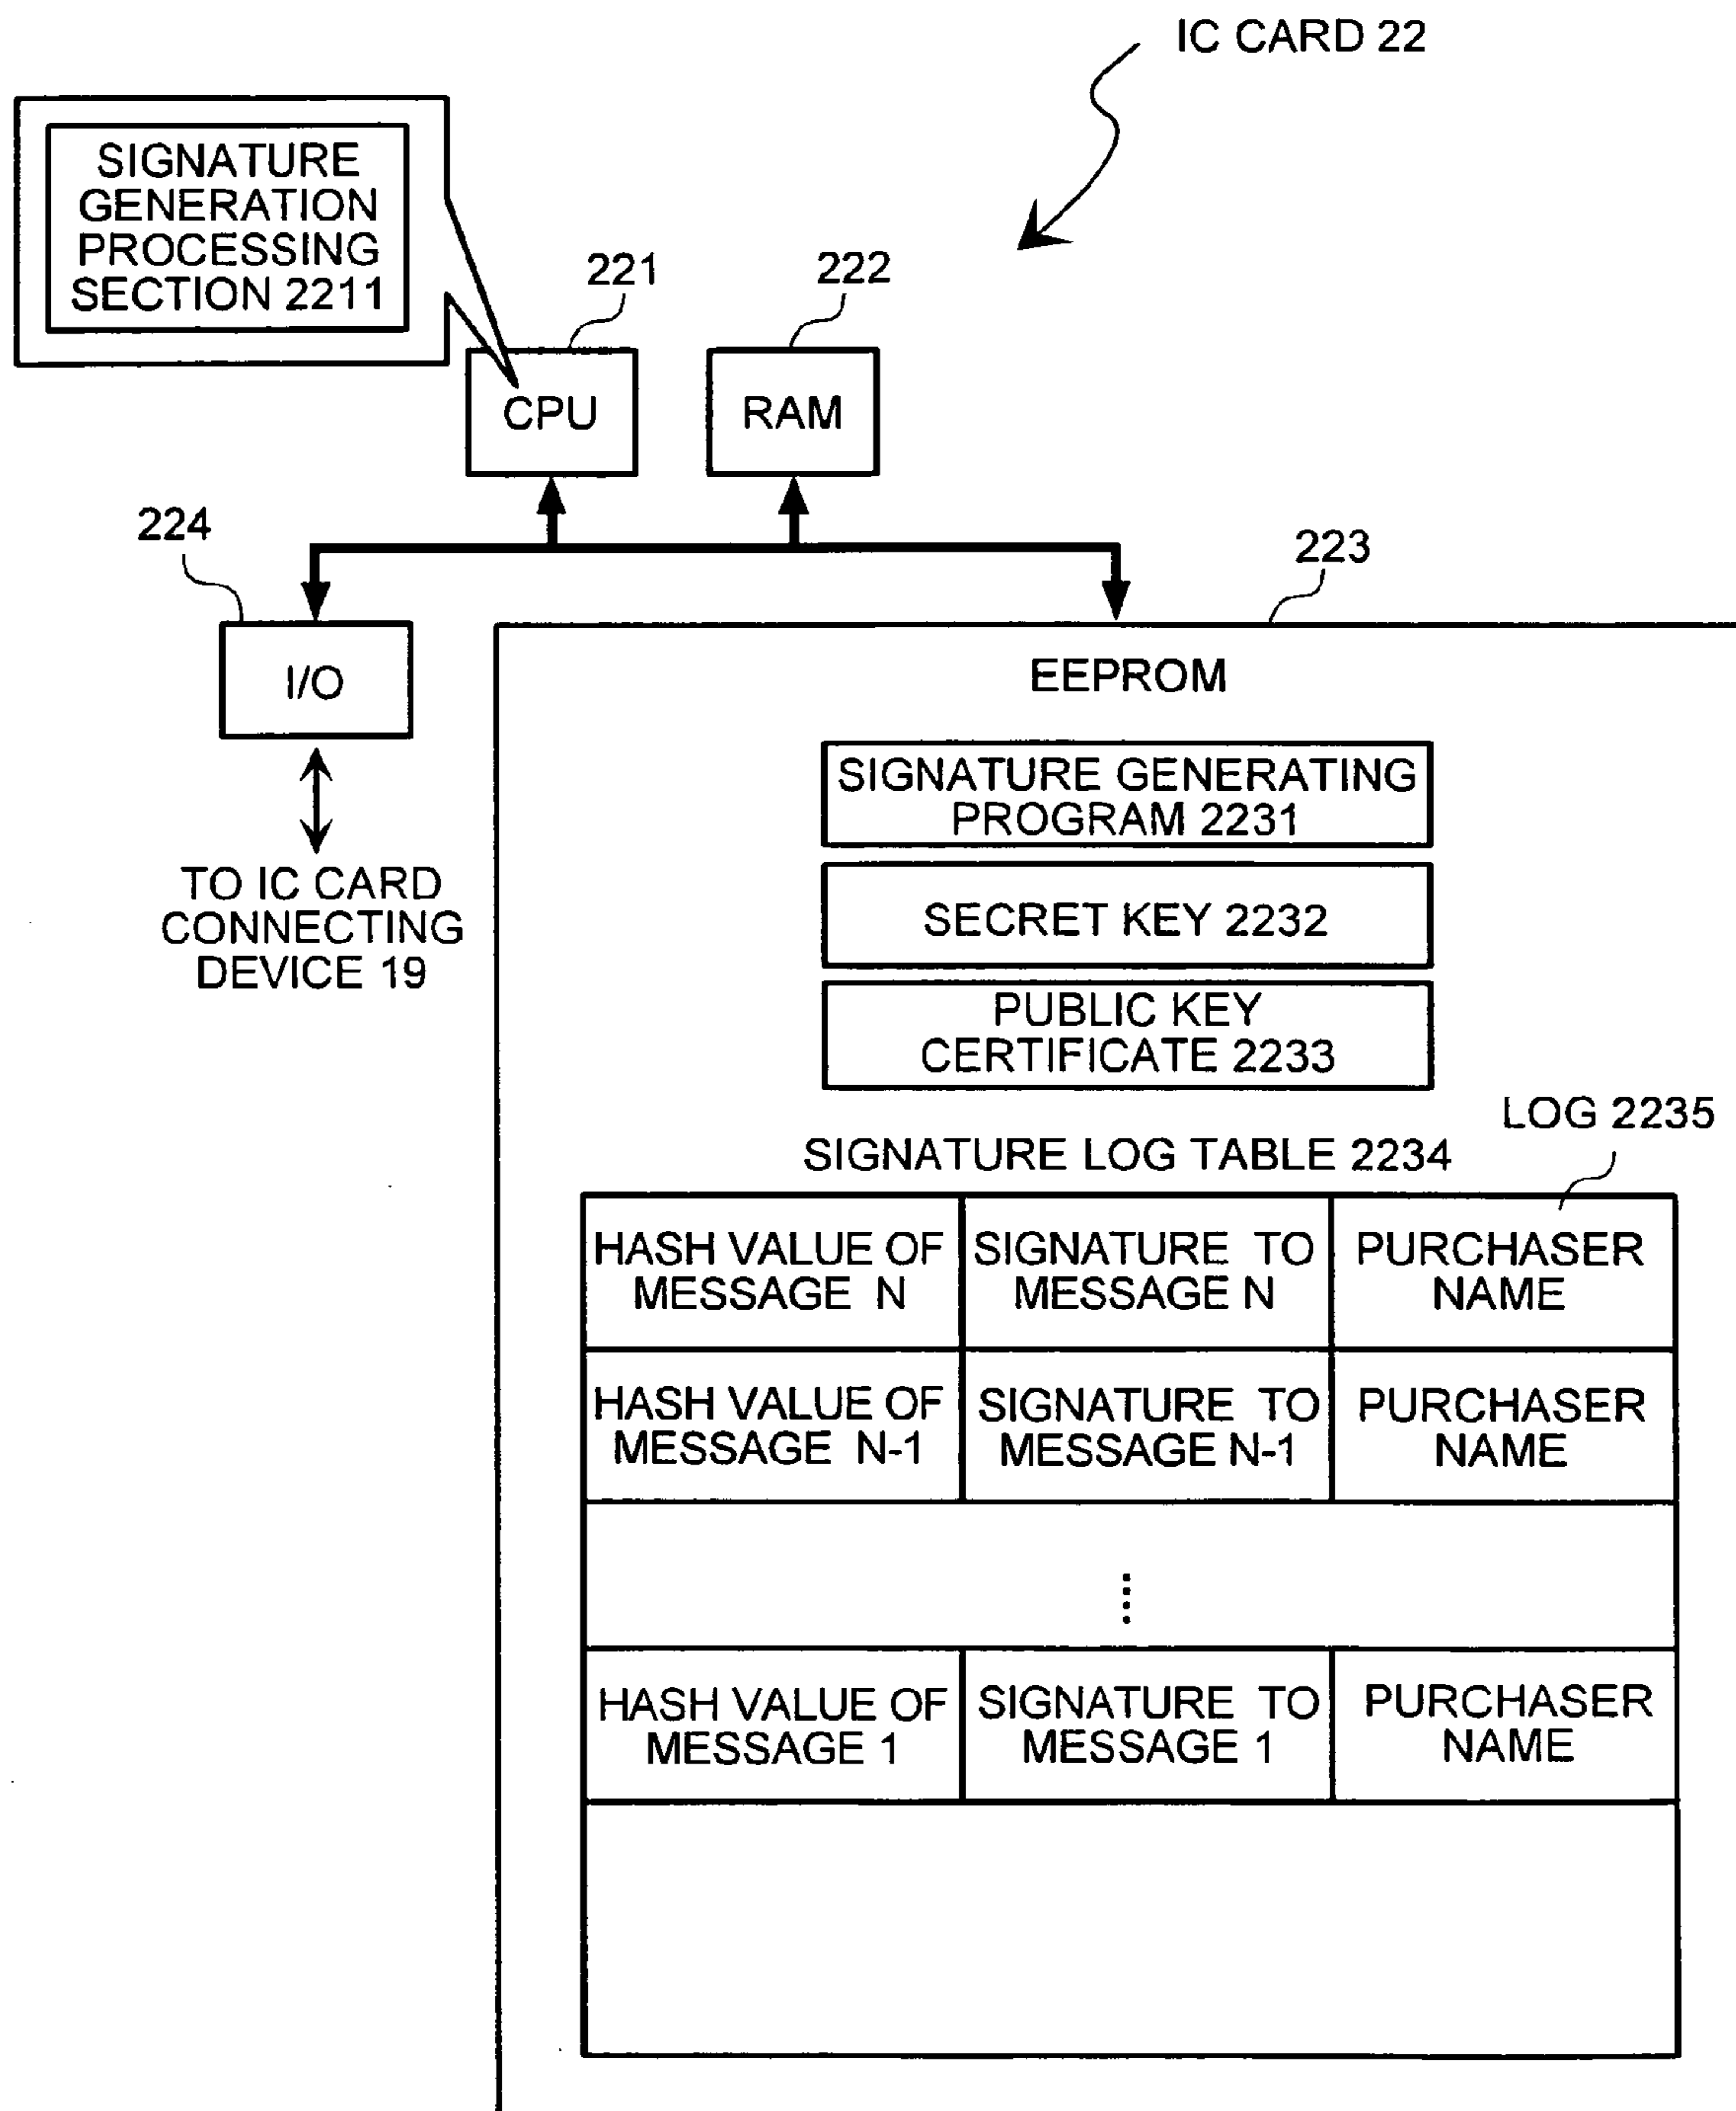 IC CARD 22
SIGNATURE
GENERATION
PROCESSING
SECTION 2211
221
222
CPU
RAM
224
223
I/O
EEPROM
SIGNATURE GENERATING
PROGRAM 2231
TO IC CARD
CONNECTING
DEVICE 19
SECRET KEY 2232
PUBLIC KEY
CERTIFICATE 2233
LOG 2235
SIGNATURE LOG TABLE 2234
HASH VALUE OF
MESSAGE N
SIGNATURE TO
MESSAGE N
PURCHASER
NAME
HASH VALUE OF
MESSAGE N-1
SIGNATURE TO
MESSAGE N-1
PURCHASER
NAME
HASH VALUE OF
MESSAGE 1
SIGNATURE TO
MESSAGE 1
PURCHASER
NAME